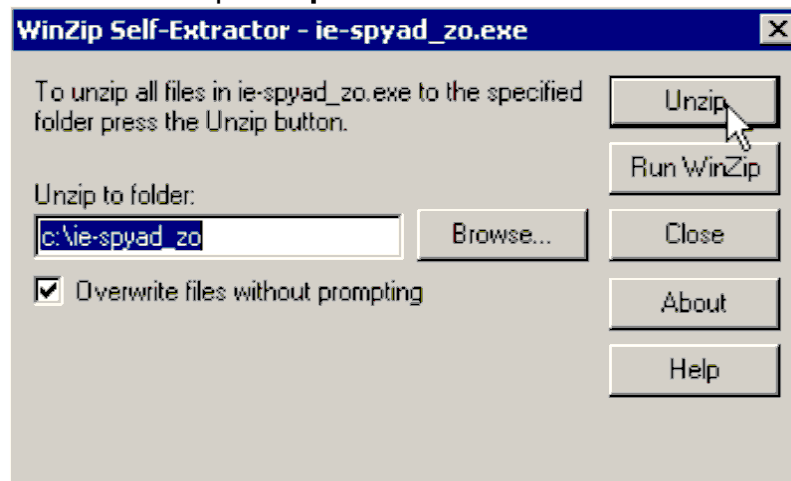 WinZip Self-Extractor - ie-spyad_zo.exe
To unzip all files in ie-spyad_zo.exe to the specified
folder press the Unzip button.
Unzip
Run WinZip
Unzip to folder:
c:\ie-spyad_zo
Browse...
Close
Overwrite files without prompting
About
Help